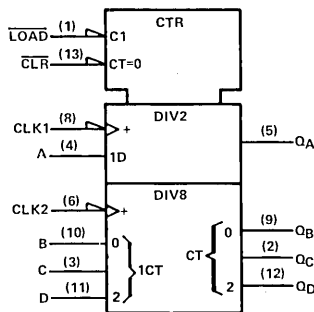 CTR
LOAD (1) C1
CLR (13) CT=0
DIV2
CLK1 (8) +
(5) QA
A (4) 1D
DIV8
CLK2 (6) +
B (10) 0
C (3) 1CT
D (11) 2
CT
0 (9) QB
(2) QC
2 (12) QD